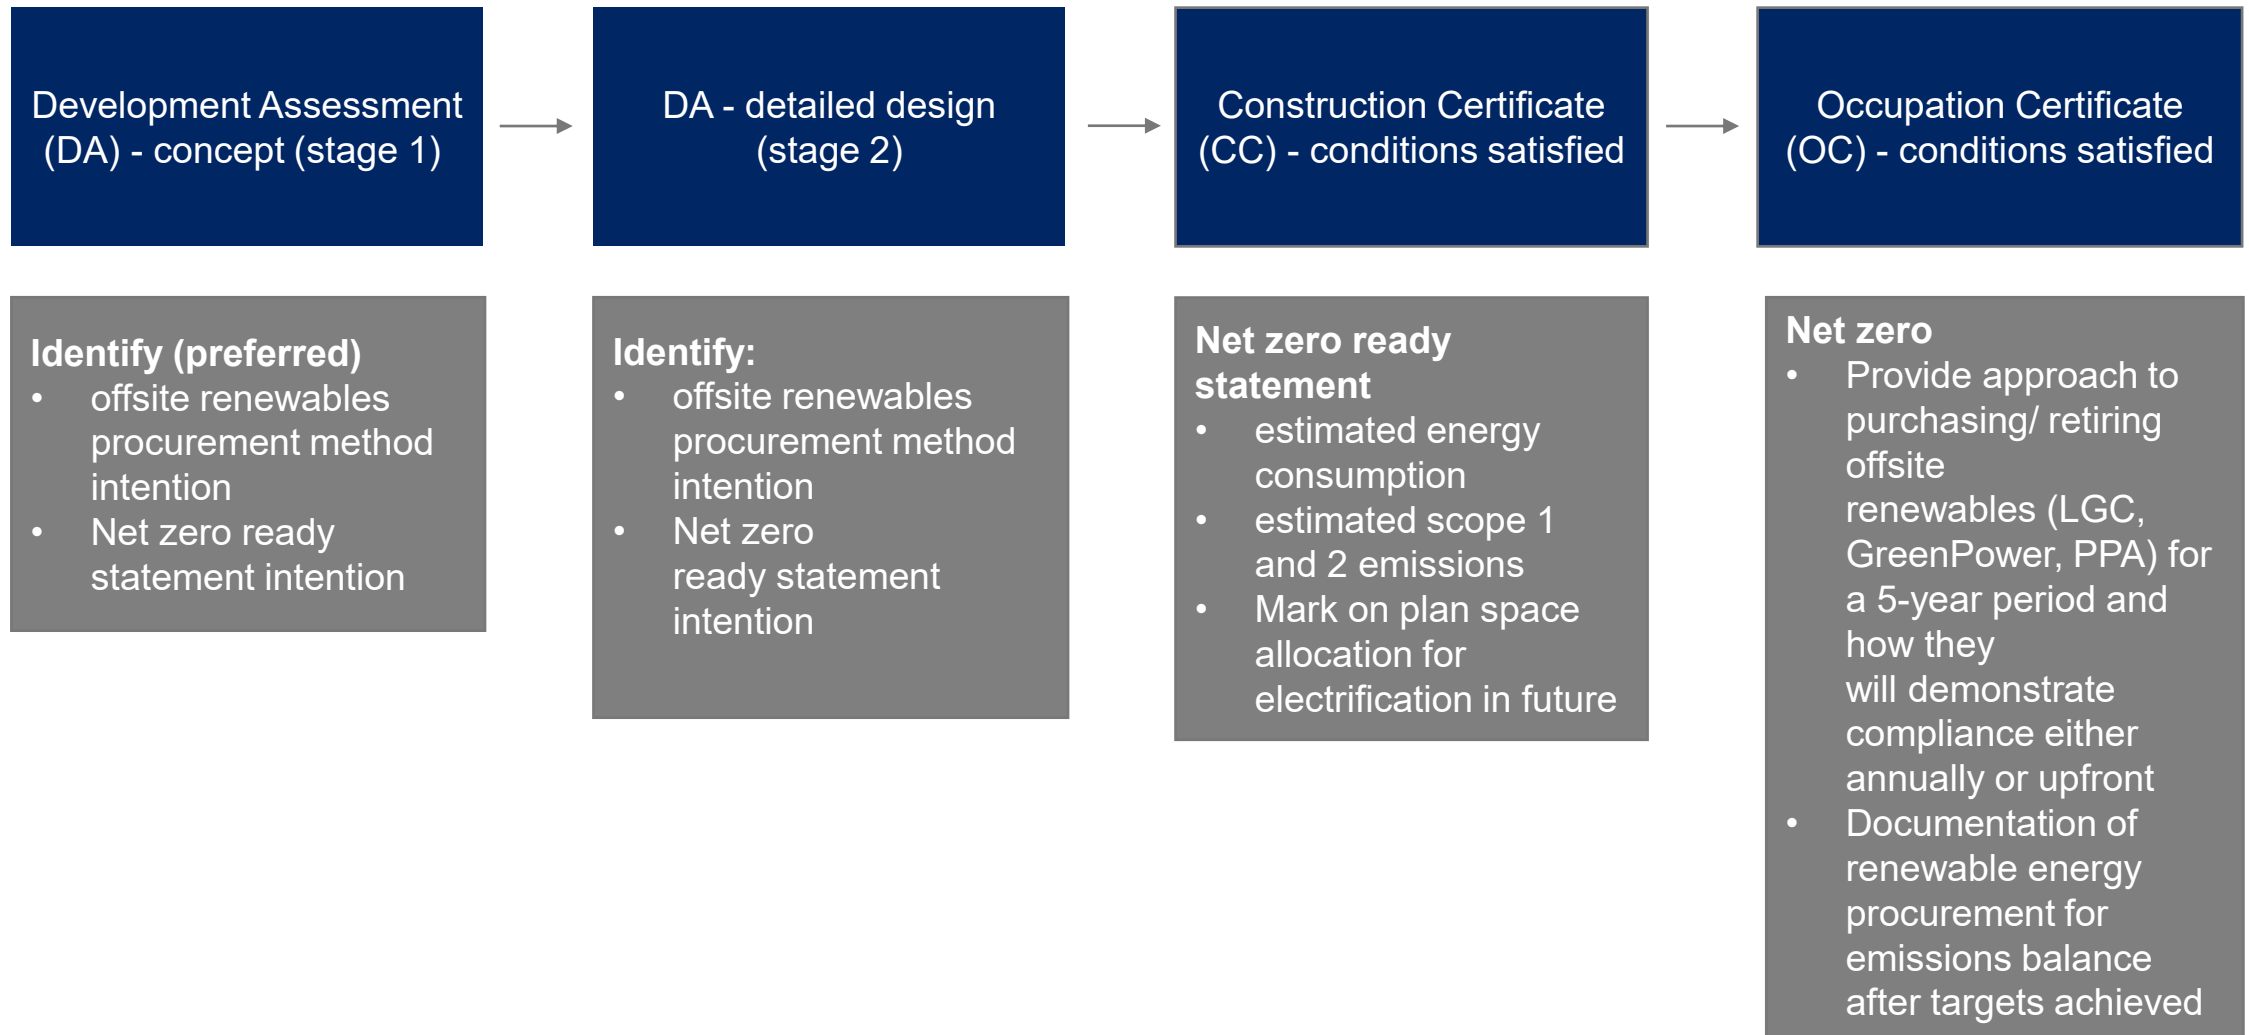 Development Assessment
(DA) - concept (stage 1)
DA - detailed design
(stage 2)
Construction Certificate
(CC) - conditions satisfied
Occupation Certificate
(OC) - conditions satisfied
Identify (preferred)
• offsite renewables
procurement method
intention
• Net zero ready
statement intention
Identify:
• offsite renewables
procurement method
intention
• Net zero
ready statement
intention
Net zero ready
statement
• estimated energy
consumption
• estimated scope 1
and 2 emissions
• Mark on plan space
allocation for
electrification in future
Net zero
• Provide approach to
purchasing/ retiring
offsite
renewables (LGC,
GreenPower, PPA) for
a 5-year period and
how they
will demonstrate
compliance either
annually or upfront
• Documentation of
renewable energy
procurement for
emissions balance
after targets achieved